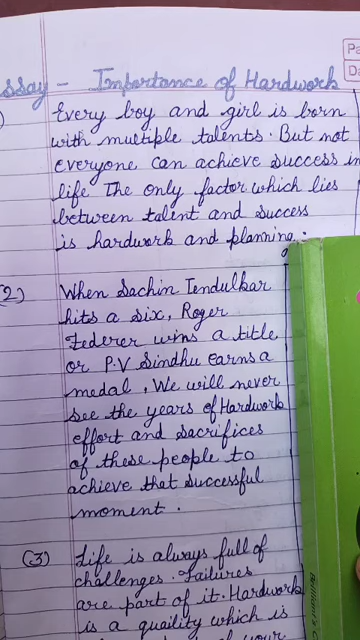 ssay - Importance of Hardwork
Every boy and girl is born
with multiple talents. But not
everyone can achieve success in
life The only factor which lies
between talent and success
is hardwork and planning.
(2) When Sachin Tendulkar
hits a six, Roger
Federer wins a title
or P.V Sindhu earns a
medal, We will never
see the years of Hardwork
effort and sacrifices
of these people to
achieve that successful
moment.
(3) Life is always full of
challenges. Failures
are part of it. Hardwork
is a quaility which is
your